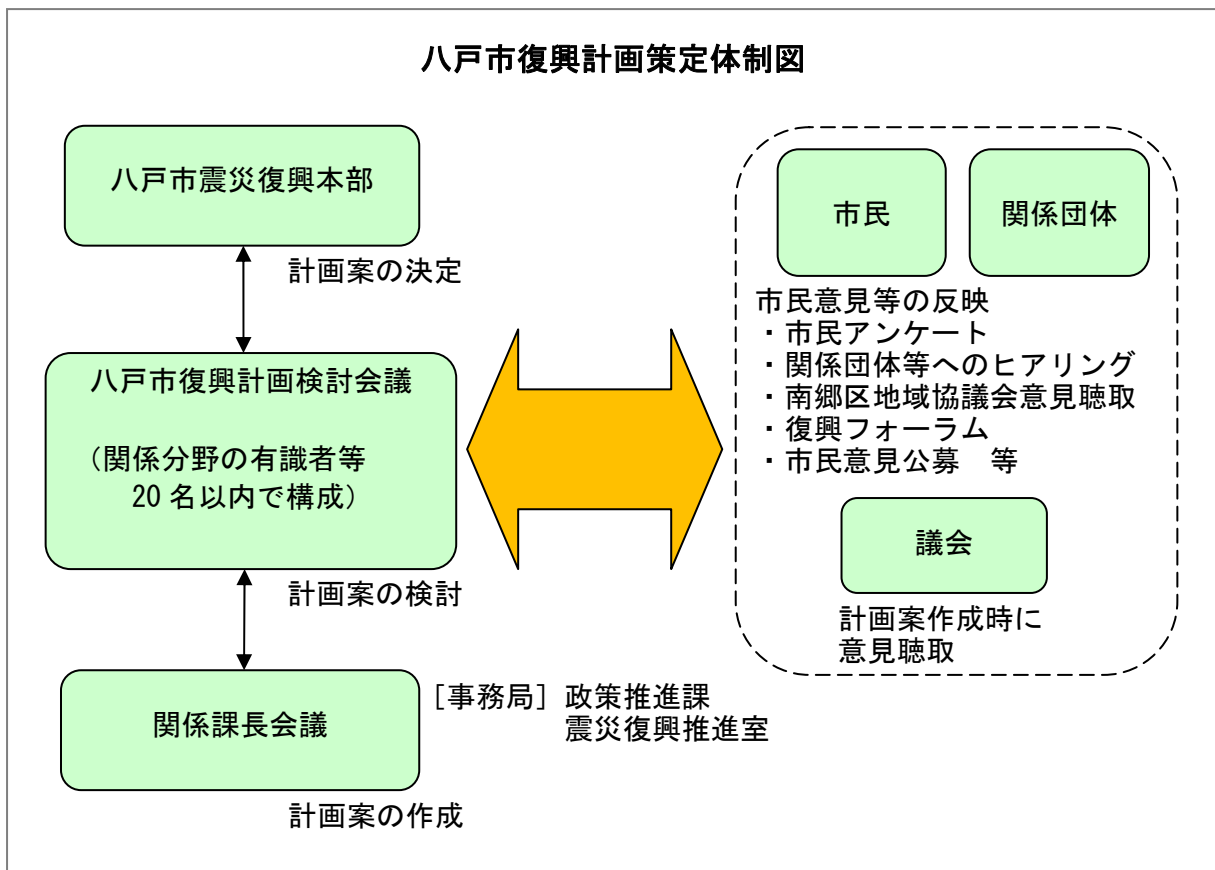 八戸市復興計画策定体制図
八戸市震災復興本部
計画案の決定
八戸市復興計画検討会議
（関係分野の有識者等
20名以内で構成）
計画案の検討
関係課長会議
［事務局］政策推進課
震災復興推進室
計画案の作成
市民
関係団体
市民意見等の反映
・市民アンケート
・関係団体等へのヒアリング
・南郷区地域協議会意見聴取
・復興フォーラム
・市民意見公募　等
議会
計画案作成時に
意見聴取